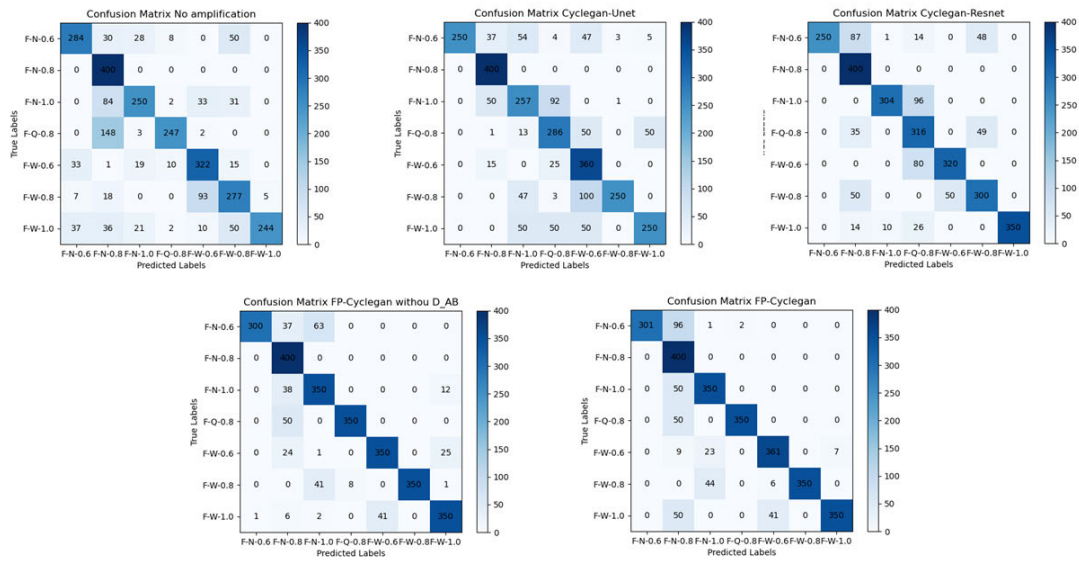 Confusion Matrix No amplification
True Labels
F-N-0.6 284 30 28 8 0 50 0
F-N-0.8 0 400 0 0 0 0 0
F-N-1.0 0 84 250 2 33 31 0
F-Q-0.8 0 148 3 247 2 0 0
F-W-0.6 33 1 19 10 322 15 0
F-W-0.8 7 18 0 0 93 277 5
F-W-1.0 37 36 21 2 10 50 244
F-N-0.6 F-N-0.8 F-N-1.0 F-Q-0.8 F-W-0.6 F-W-0.8 F-W-1.0
Predicted Labels
400
350
300
250
200
150
100
50
0
Confusion Matrix Cyclegan-Unet
True Labels
F-N-0.6 250 37 54 4 47 3 5
F-N-0.8 0 400 0 0 0 0 0
F-N-1.0 0 50 257 92 0 1 0
F-Q-0.8 0 1 13 286 50 0 50
F-W-0.6 0 15 0 25 360 0 0
F-W-0.8 0 0 47 3 100 250 0
F-W-1.0 0 0 50 50 50 0 250
F-N-0.6 F-N-0.8 F-N-1.0 F-Q-0.8 F-W-0.6 F-W-0.8 F-W-1.0
Predicted Labels
400
350
300
250
200
150
100
50
0
Confusion Matrix Cyclegan-Resnet
F-N-0.6 250 87 1 14 0 48 0
F-N-0.8 0 400 0 0 0 0 0
F-N-1.0 0 0 304 96 0 0 0
F-Q-0.8 0 35 0 316 0 49 0
F-W-0.6 0 0 0 80 320 0 0
F-W-0.8 0 50 0 0 50 300 0
F-W-1.0 0 14 10 26 0 0 350
F-N-0.6 F-N-0.8 F-N-1.0 F-Q-0.8 F-W-0.6 F-W-0.8 F-W-1.0
Predicted Labels
400
350
300
250
200
150
100
50
0
Confusion Matrix FP-Cyclegan withou D_AB
True Labels
F-N-0.6 300 37 63 0 0 0 0
F-N-0.8 0 400 0 0 0 0 0
F-N-1.0 0 38 350 0 0 0 12
F-Q-0.8 0 50 0 350 0 0 0
F-W-0.6 0 24 1 0 350 0 25
F-W-0.8 0 0 41 8 0 350 1
F-W-1.0 1 6 2 0 41 0 350
F-N-0.6 F-N-0.8 F-N-1.0 F-Q-0.8 F-W-0.6 F-W-0.8 F-W-1.0
Predicted Labels
400
350
300
250
200
150
100
50
0
Confusion Matrix FP-Cyclegan
True Labels
F-N-0.6 301 96 1 2 0 0 0
F-N-0.8 0 400 0 0 0 0 0
F-N-1.0 0 50 350 0 0 0 0
F-Q-0.8 0 50 0 350 0 0 0
F-W-0.6 0 9 23 0 361 0 7
F-W-0.8 0 0 44 0 6 350 0
F-W-1.0 0 50 0 0 41 0 350
F-N-0.6 F-N-0.8 F-N-1.0 F-Q-0.8 F-W-0.6 F-W-0.8 F-W-1.0
Predicted Labels
400
350
300
250
200
150
100
50
0